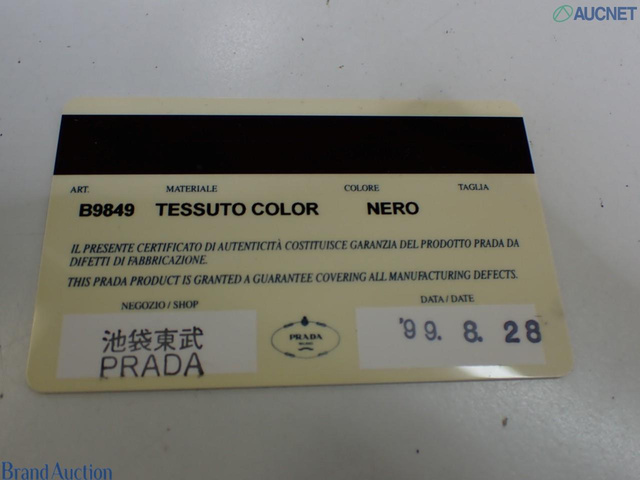 AUCNET
ART. MATERIALE COLORE TAGLIA
B9849 TESSUTO COLOR NERO
IL PRESENTE CERTIFICATO DI AUTENTICITÀ COSTITUISCE GARANZIA DEL PRODOTTO PRADA DA
DIFETTI DI FABBRICAZIONE.
THIS PRADA PRODUCT IS GRANTED A GUARANTEE COVERING ALL MANUFACTURING DEFECTS.
NEGOZIO / SHOP DATA / DATE
池袋東武
PRADA
PRADA
MILANO
'99. 8. 28
BrandAuction